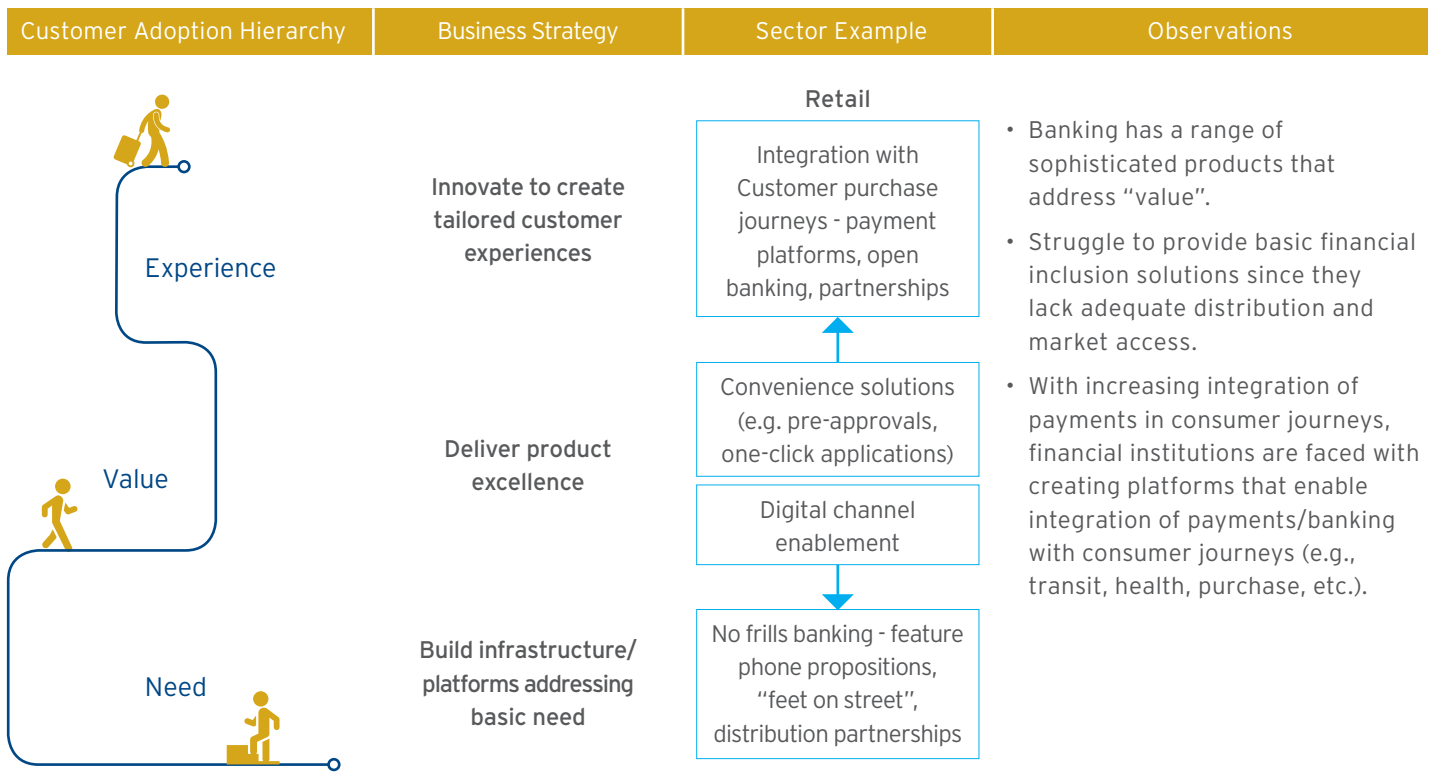 Customer Adoption Hierarchy
Business Strategy
Sector Example
Observations
Experience
Value
Need
Innovate to create
tailored customer
experiences
Deliver product
excellence
Build infrastructure/
platforms addressing
basic need
Retail
Integration with
Customer purchase
journeys - payment
platforms, open
banking, partnerships
Convenience solutions
(e.g. pre-approvals,
one-click applications)
Digital channel
enablement
No frills banking - feature
phone propositions,
“feet on street”,
distribution partnerships
• Banking has a range of
sophisticated products that
address “value”.
• Struggle to provide basic financial
inclusion solutions since they
lack adequate distribution and
market access.
• With increasing integration of
payments in consumer journeys,
financial institutions are faced with
creating platforms that enable
integration of payments/banking
with consumer journeys (e.g.,
transit, health, purchase, etc.).